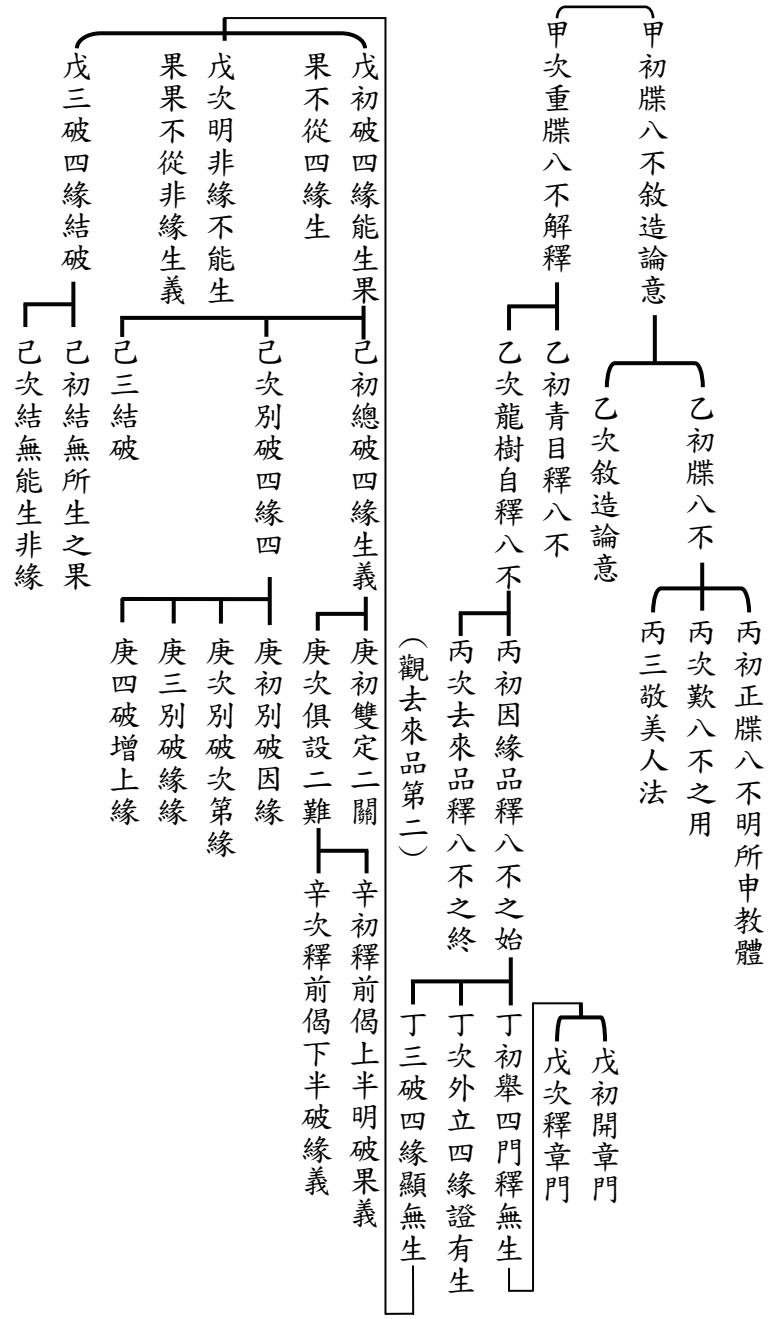 甲初牒八不敘造論意
乙初牒八不
丙初正牒八不明所申教體
丙次歎八不之用
丙三敬美人法
乙次敘造論意
甲次重牒八不解釋
乙初青目釋八不
乙次龍樹自釋八不
丙初因緣品釋八不之始
丁初舉四門釋無生
戊初開章門
戊次釋章門
丁次外立四緣證有生
丁三破四緣顯無生
丙次去來品釋八不之終
(觀去來品第二)
戊初破四緣能生果
果不從四緣生
己初總破四緣生義
庚初雙定二關
庚次俱設二難
辛初釋前偈上半明破果義
辛次釋前偈下半破緣義
己次別破四緣四
庚初別破因緣
庚次別破次第緣
庚三別破緣緣
庚四破增上緣
己三結破
戊次明非緣不能生
果果不從非緣生義
戊三破四緣結破
己初結無所生之果
己次結無能生非緣